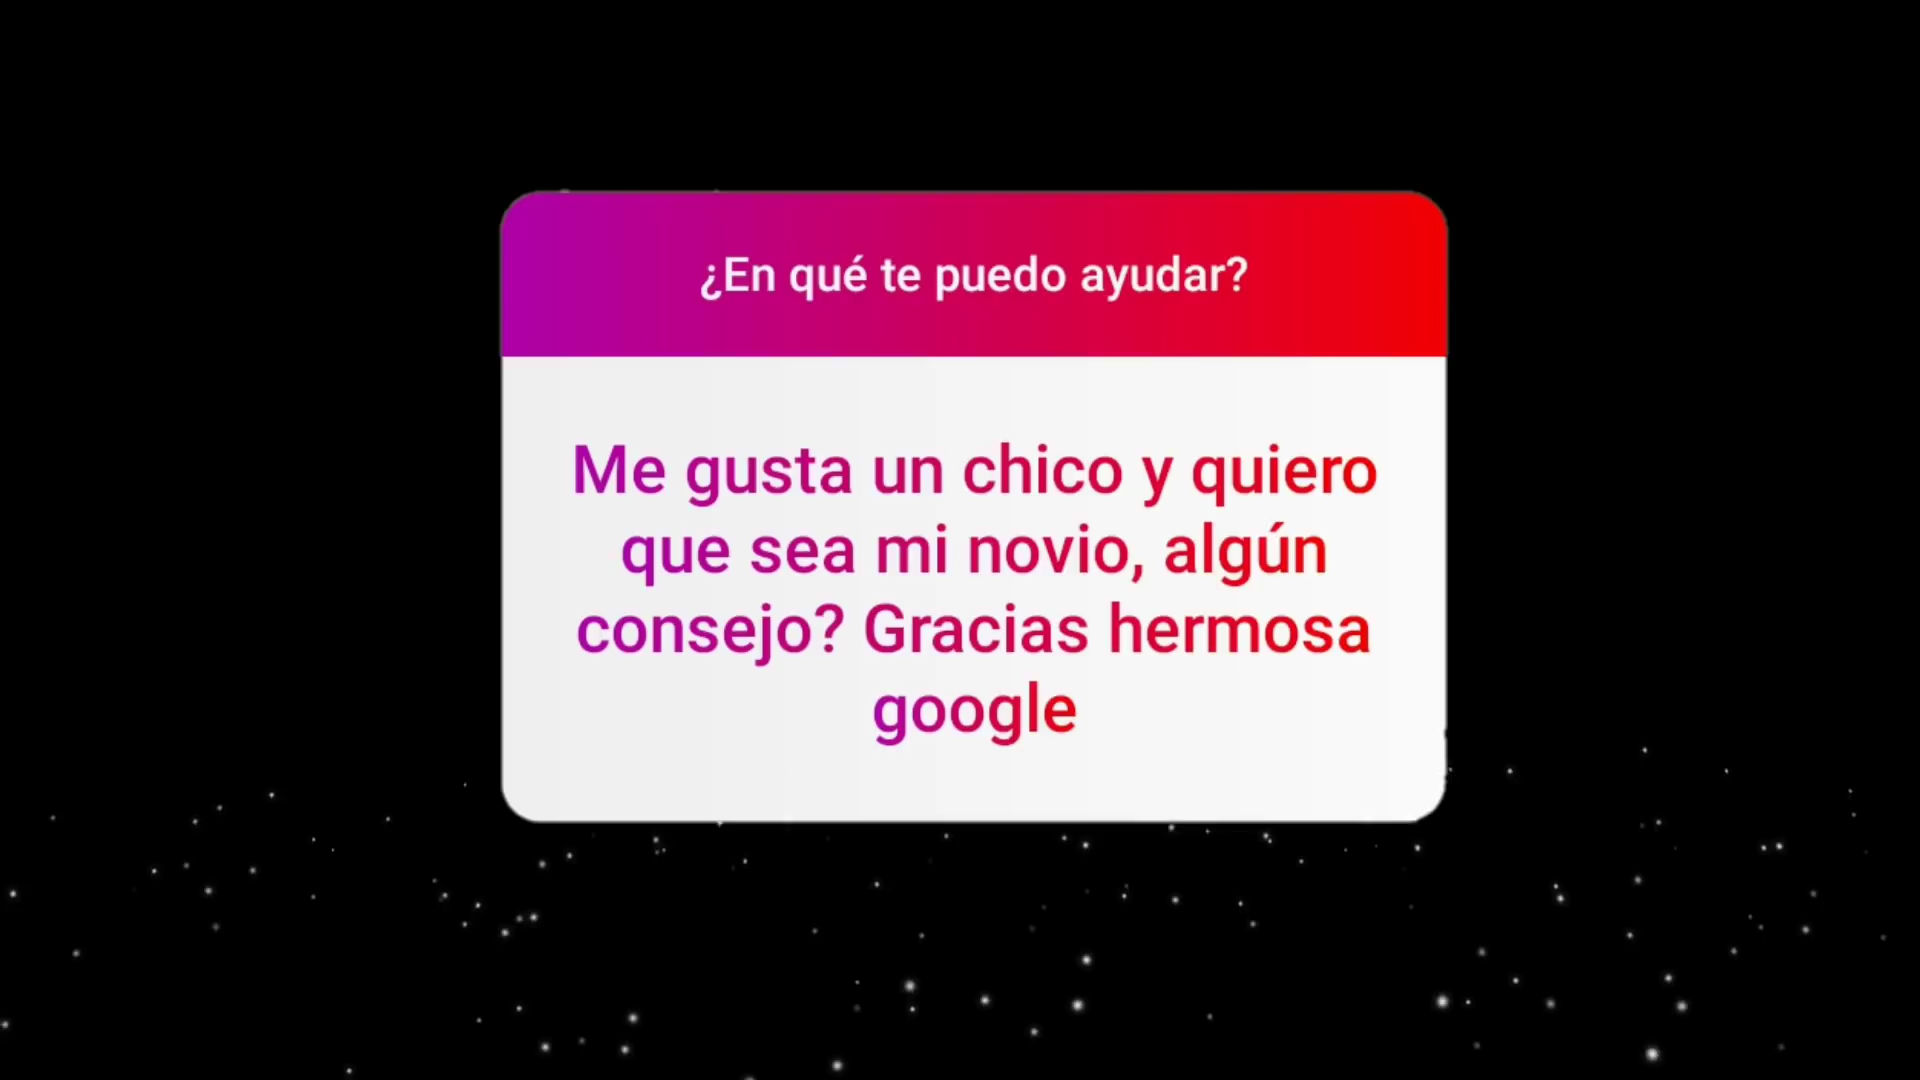 ¿En qué te puedo ayudar?
Me gusta un chico y quiero
que sea mi novio, algún
consejo? Gracias hermosa
google